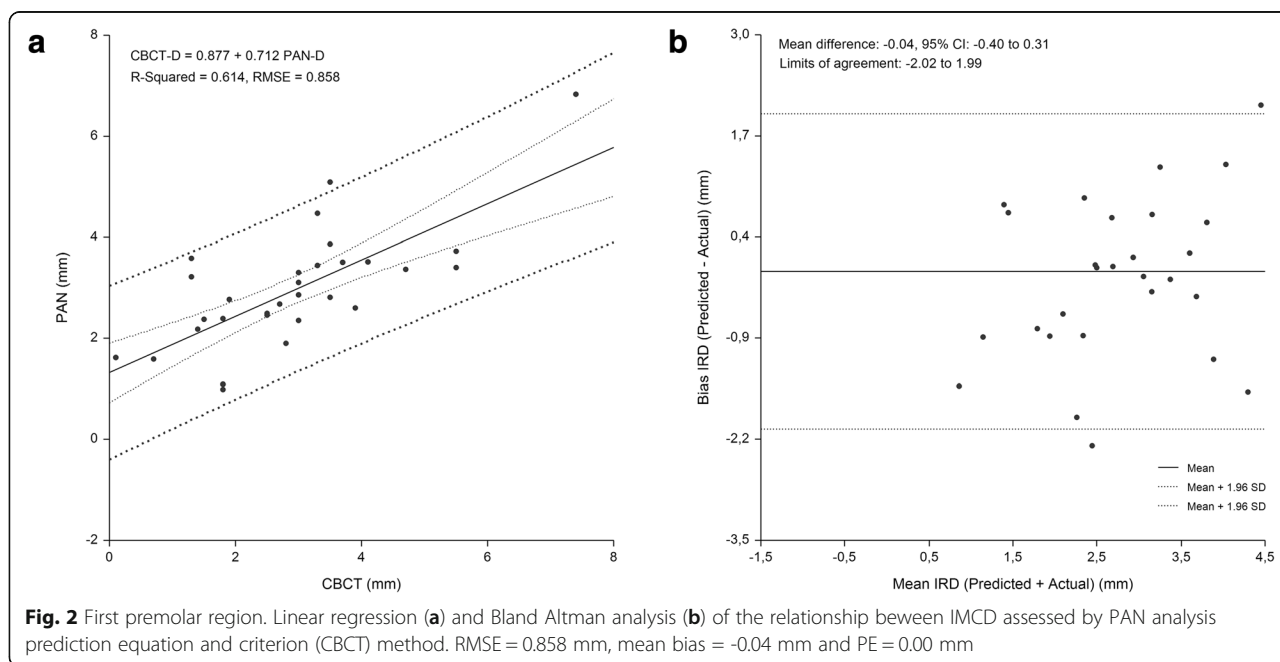 a
CBCT-D = 0.877 + 0.712 PAN-D
R-Squared = 0.614, RMSE = 0.858
8
6
4
2
0
-2
PAN (mm)
0
2
4
6
8
CBCT (mm)
b
Mean difference: -0.04, 95% CI: -0.40 to 0.31
Limits of agreement: -2.02 to 1.99
3,0
1,7
0,4
-0,9
-2,2
-3,5
Bias IRD (Predicted - Actual) (mm)
Mean
Mean + 1.96 SD
Mean + 1.96 SD
-1,5
-0,5
0,5
1,5
2,5
3,5
4,5
Mean IRD (Predicted + Actual) (mm)
Fig. 2 First premolar region. Linear regression (a) and Bland Altman analysis (b) of the relationship beween IMCD assessed by PAN analysis
prediction equation and criterion (CBCT) method. RMSE = 0.858 mm, mean bias = -0.04 mm and PE = 0.00 mm